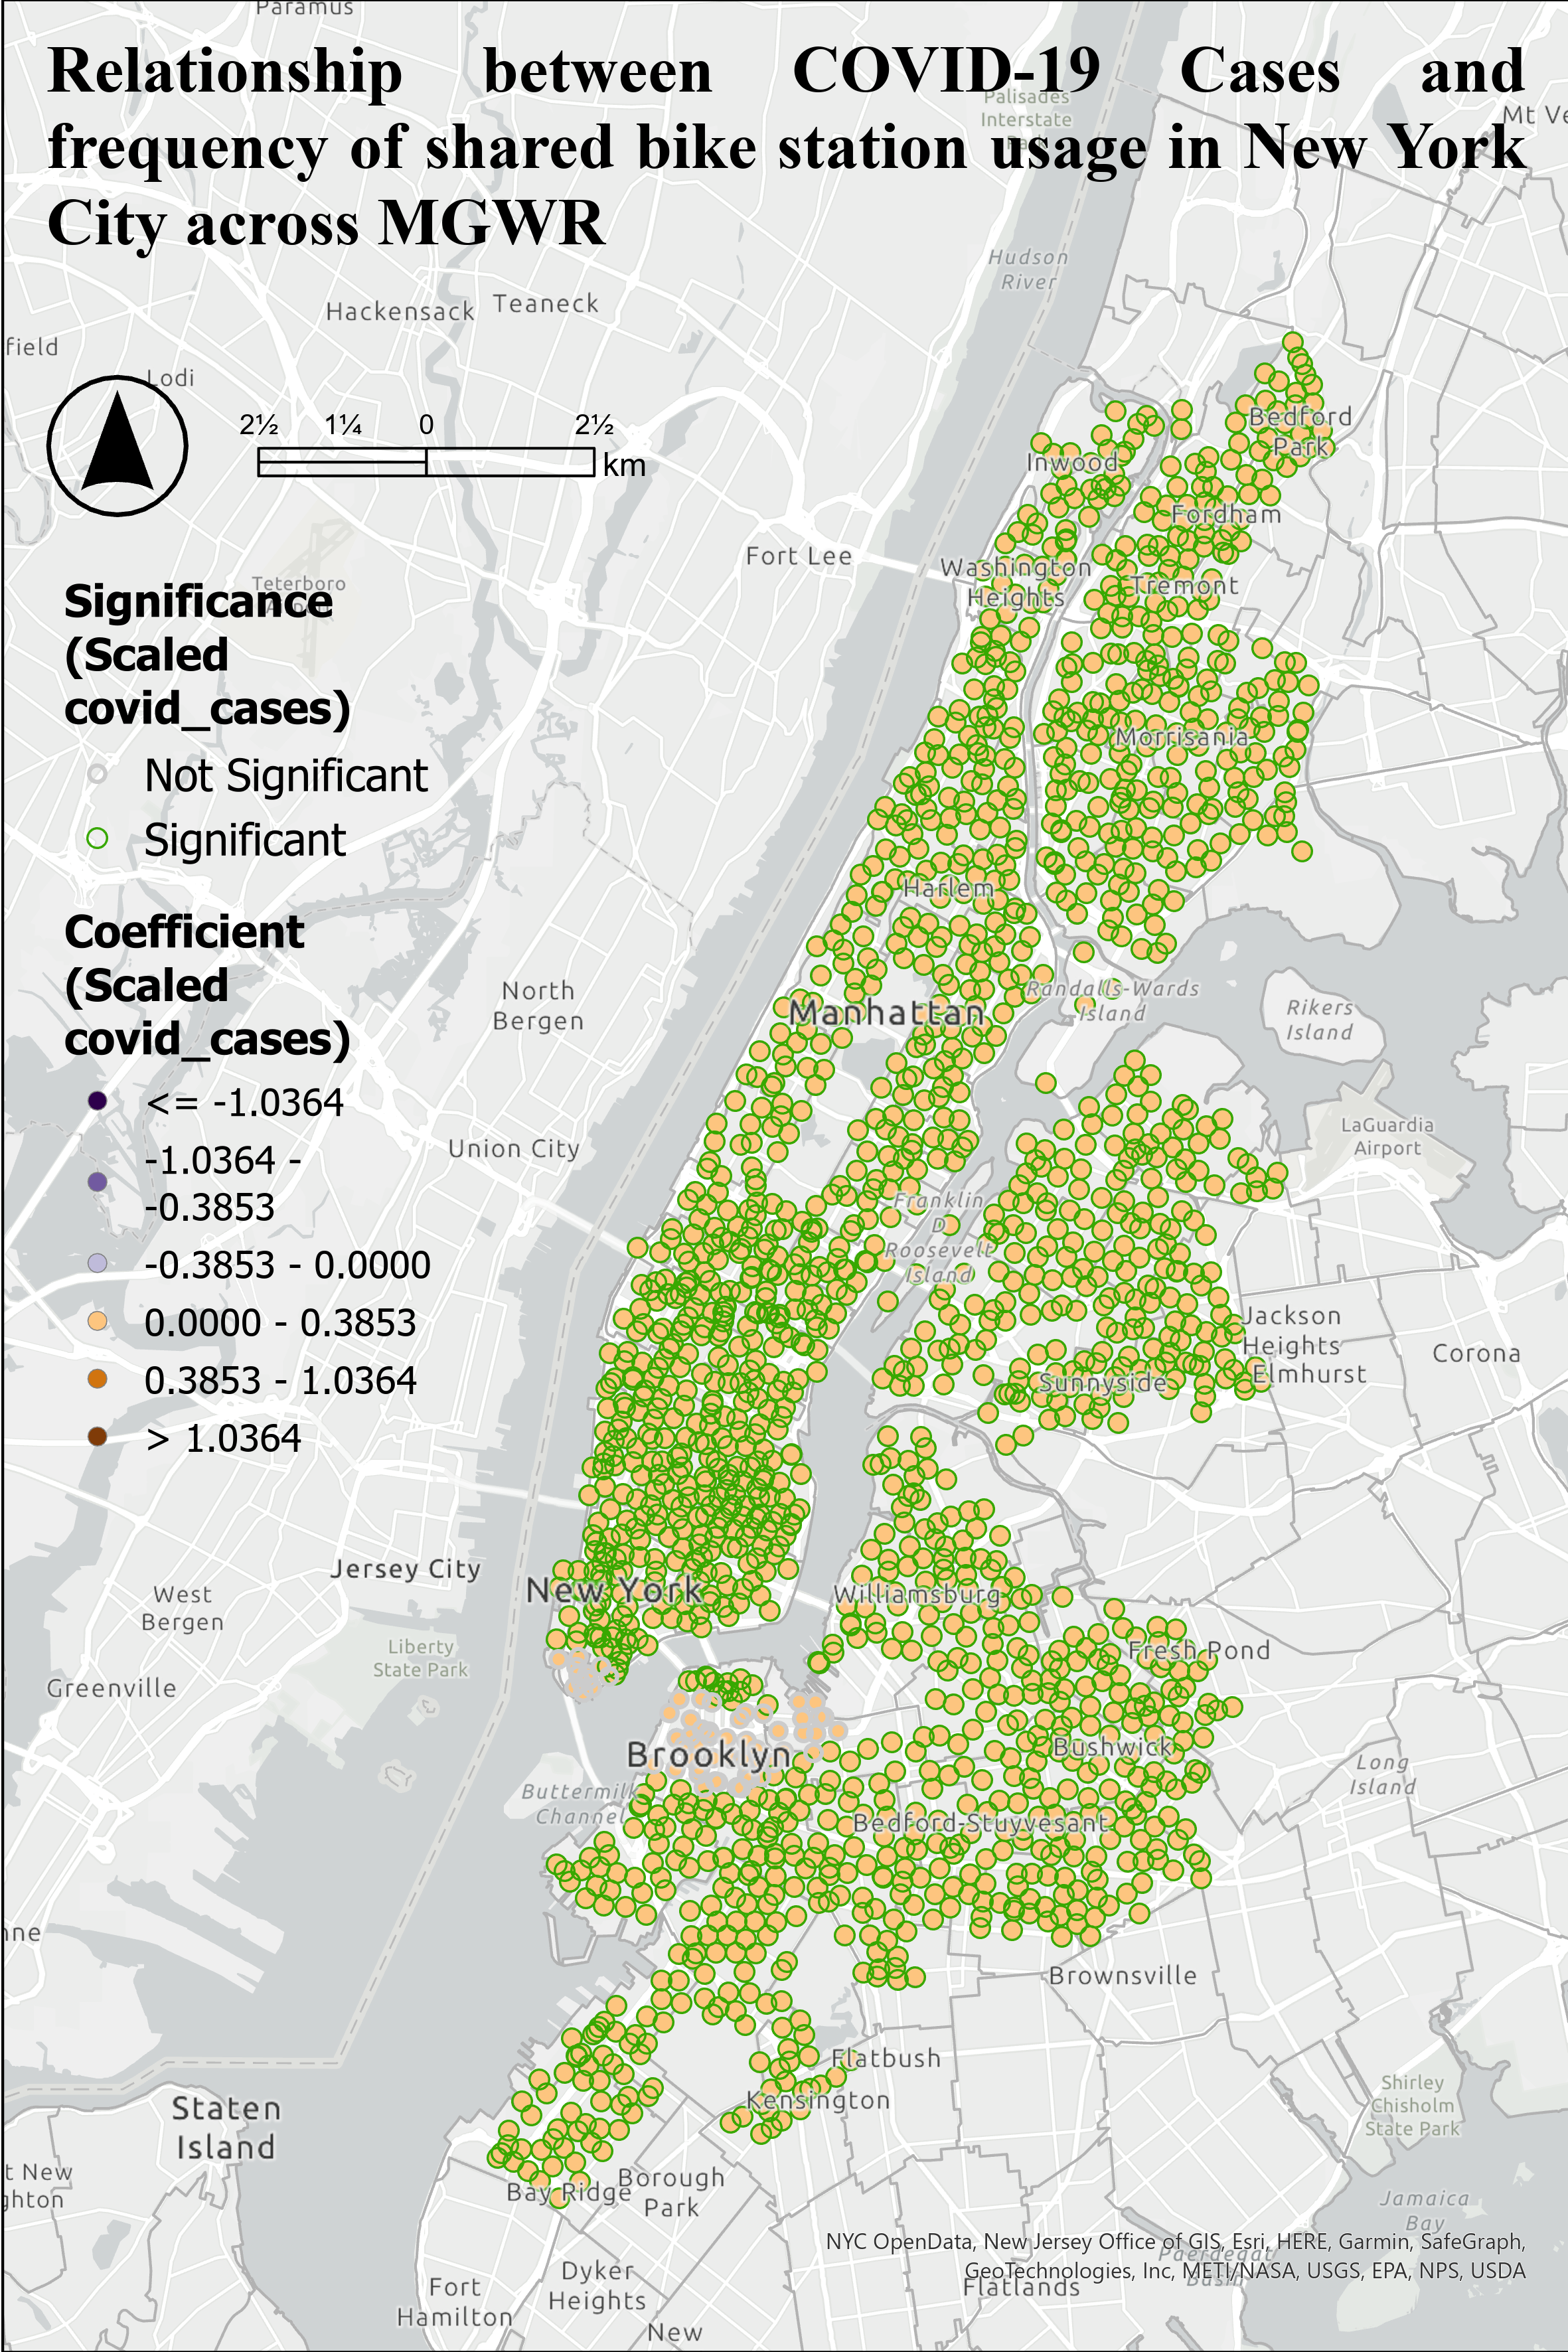 Paramus
Relationship between COVID-19 Cases and
frequency of shared bike station usage in New York
City across MGWR
Palisades
Interstate
Mt Ve
Hudson
River
Hackensack
Teaneck
field
Lodi
2½ 1¼ 0 2½
km
Bedford
Park
Inwood
Fordham
Fort Lee
Washington
Heights
Tremont
Teterboro
Significance
(Scaled
covid_cases)
Not Significant
Significant
Morrisania
Harlem
Coefficient
(Scaled
covid_cases)
<= -1.0364
-1.0364 -
-0.3853
-0.3853 - 0.0000
0.0000 - 0.3853
0.3853 - 1.0364
> 1.0364
North
Bergen
Manhattan
Randalls-Wards
Island
Rikers
Island
LaGuardia
Airport
Union City
Franklin
D
Roosevelt
Island
Jackson
Heights
Elmhurst
Corona
Sunnyside
Jersey City
New York
West
Bergen
Williamsburg
Liberty
State Park
Fresh Pond
Greenville
Brooklyn
Bushwick
Long
Island
Buttermilk
Channel
Bedford-Stuyvesant
nne
Brownsville
Flatbush
Kensington
Staten
Island
Shirley
Chisholm
State Park
t New
ghton
Bay Ridge
Borough
Park
Jamaica
Bay
NYC OpenData, New Jersey Office of GIS, Esri, HERE, Garmin, SafeGraph,
GeoTechnologies, Inc, METI/NASA, USGS, EPA, NPS, USDA
Paerdegat
Basin
Flatlands
Dyker
Heights
Fort
Hamilton
New